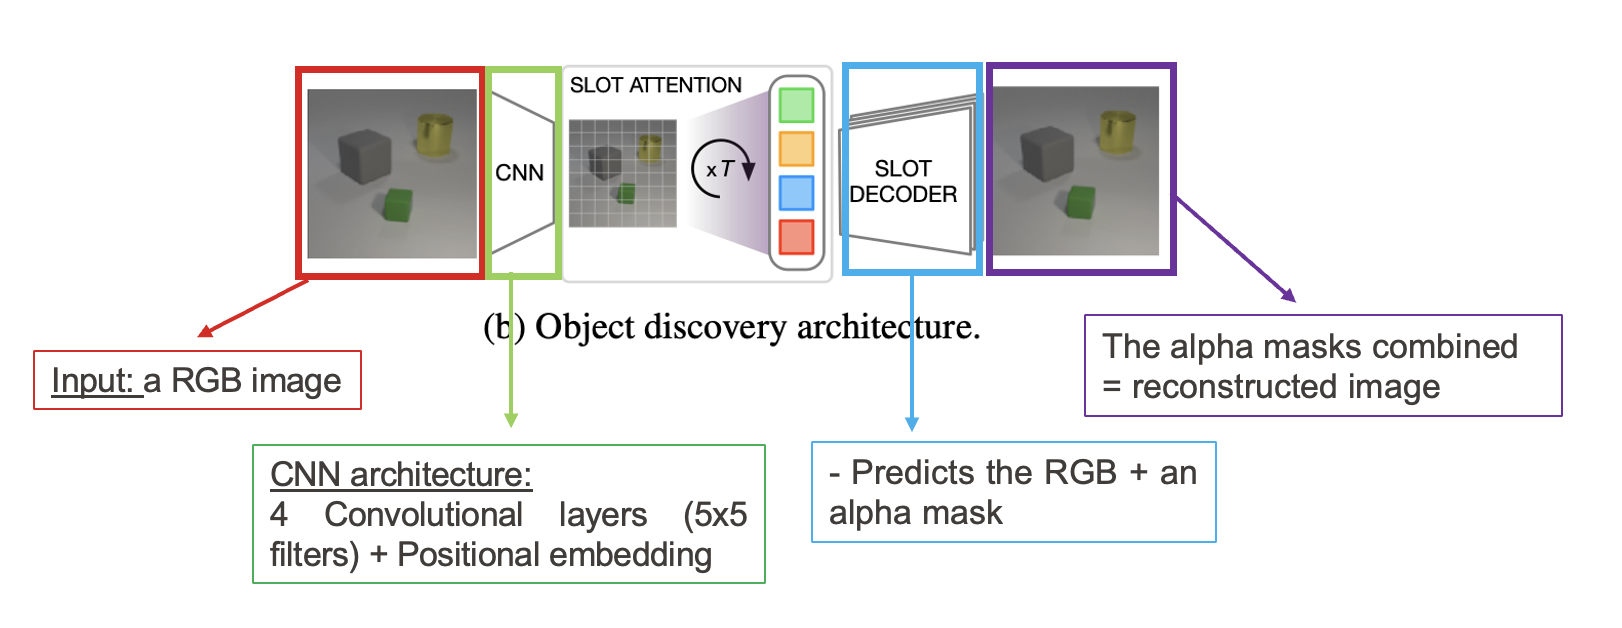 SLOT ATTENTION
CNN
x T
SLOT
DECODER
(b) Object discovery architecture.
Input: a RGB image
The alpha masks combined
= reconstructed image
CNN architecture:
4 Convolutional layers (5x5
filters) + Positional embedding
- Predicts the RGB + an
alpha mask